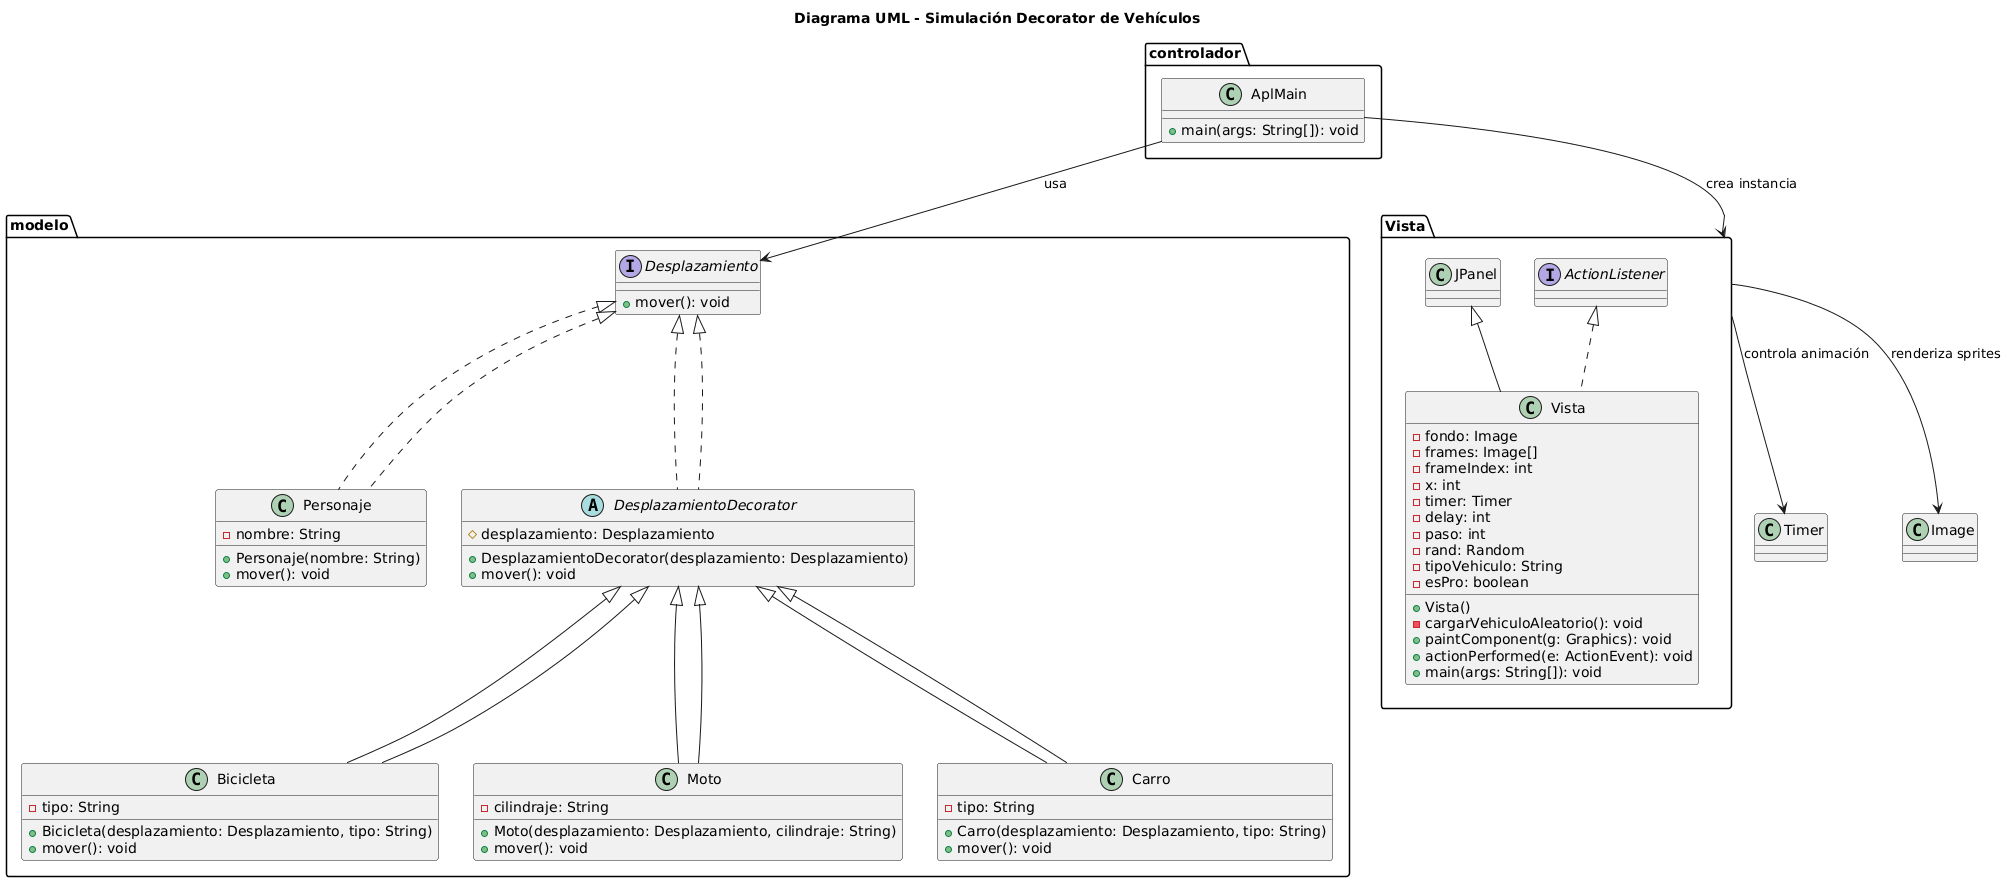 Diagrama UML - Simulación Decorator de Vehículos
controlador
C AplMain
main(args: String[]): void
usa
crea instancia
modelo
I Desplazamiento
mover(): void
C Personaje
nombre: String
Personaje(nombre: String)
mover(): void
A DesplazamientoDecorator
desplazamiento: Desplazamiento
DesplazamientoDecorator(desplazamiento: Desplazamiento)
mover(): void
C Bicicleta
tipo: String
Bicicleta(desplazamiento: Desplazamiento, tipo: String)
mover(): void
C Moto
cilindraje: String
Moto(desplazamiento: Desplazamiento, cilindraje: String)
mover(): void
C Carro
tipo: String
Carro(desplazamiento: Desplazamiento, tipo: String)
mover(): void
Vista
C JPanel
I ActionListener
C Vista
fondo: Image
frames: Image[]
frameIndex: int
x: int
timer: Timer
delay: int
paso: int
rand: Random
tipoVehiculo: String
esPro: boolean
Vista()
cargarVehiculoAleatorio(): void
paintComponent(g: Graphics): void
actionPerformed(e: ActionEvent): void
main(args: String[]): void
controla animación
renderiza sprites
C Timer
C Image